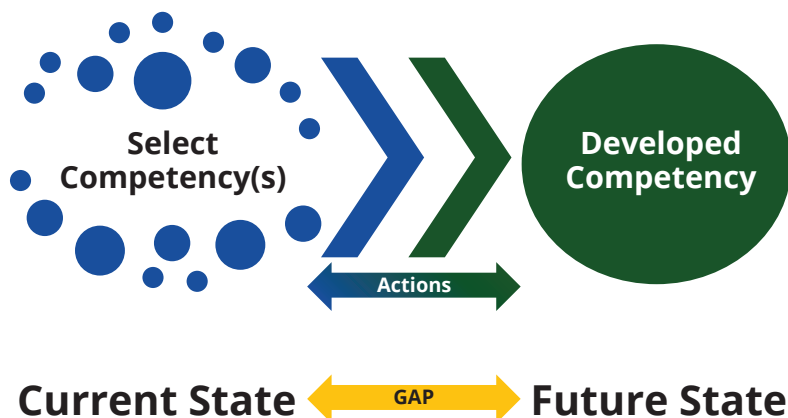 Select
Competency(s)
Developed
Competency
Actions
Current State
GAP
Future State